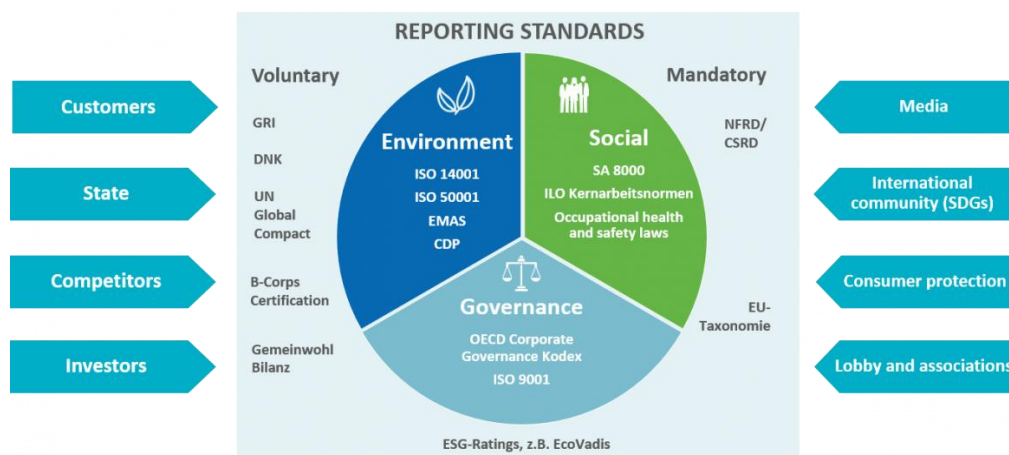 REPORTING STANDARDS
Voluntary
Mandatory
Customers
State
Competitors
Investors
GRI
DNK
UN
Global
Compact
B-Corps
Certification
Gemeinwohl
Bilanz
Environment
ISO 14001
ISO 50001
EMAS
CDP
Social
SA 8000
ILO Kernarbeitsnormen
Occupational health
and safety laws
Governance
OECD Corporate
Governance Kodex
ISO 9001
NFRD/
CSRD
EU-
Taxonomie
Media
International
community (SDGs)
Consumer protection
Lobby and associations
ESG-Ratings, z.B. EcoVadis